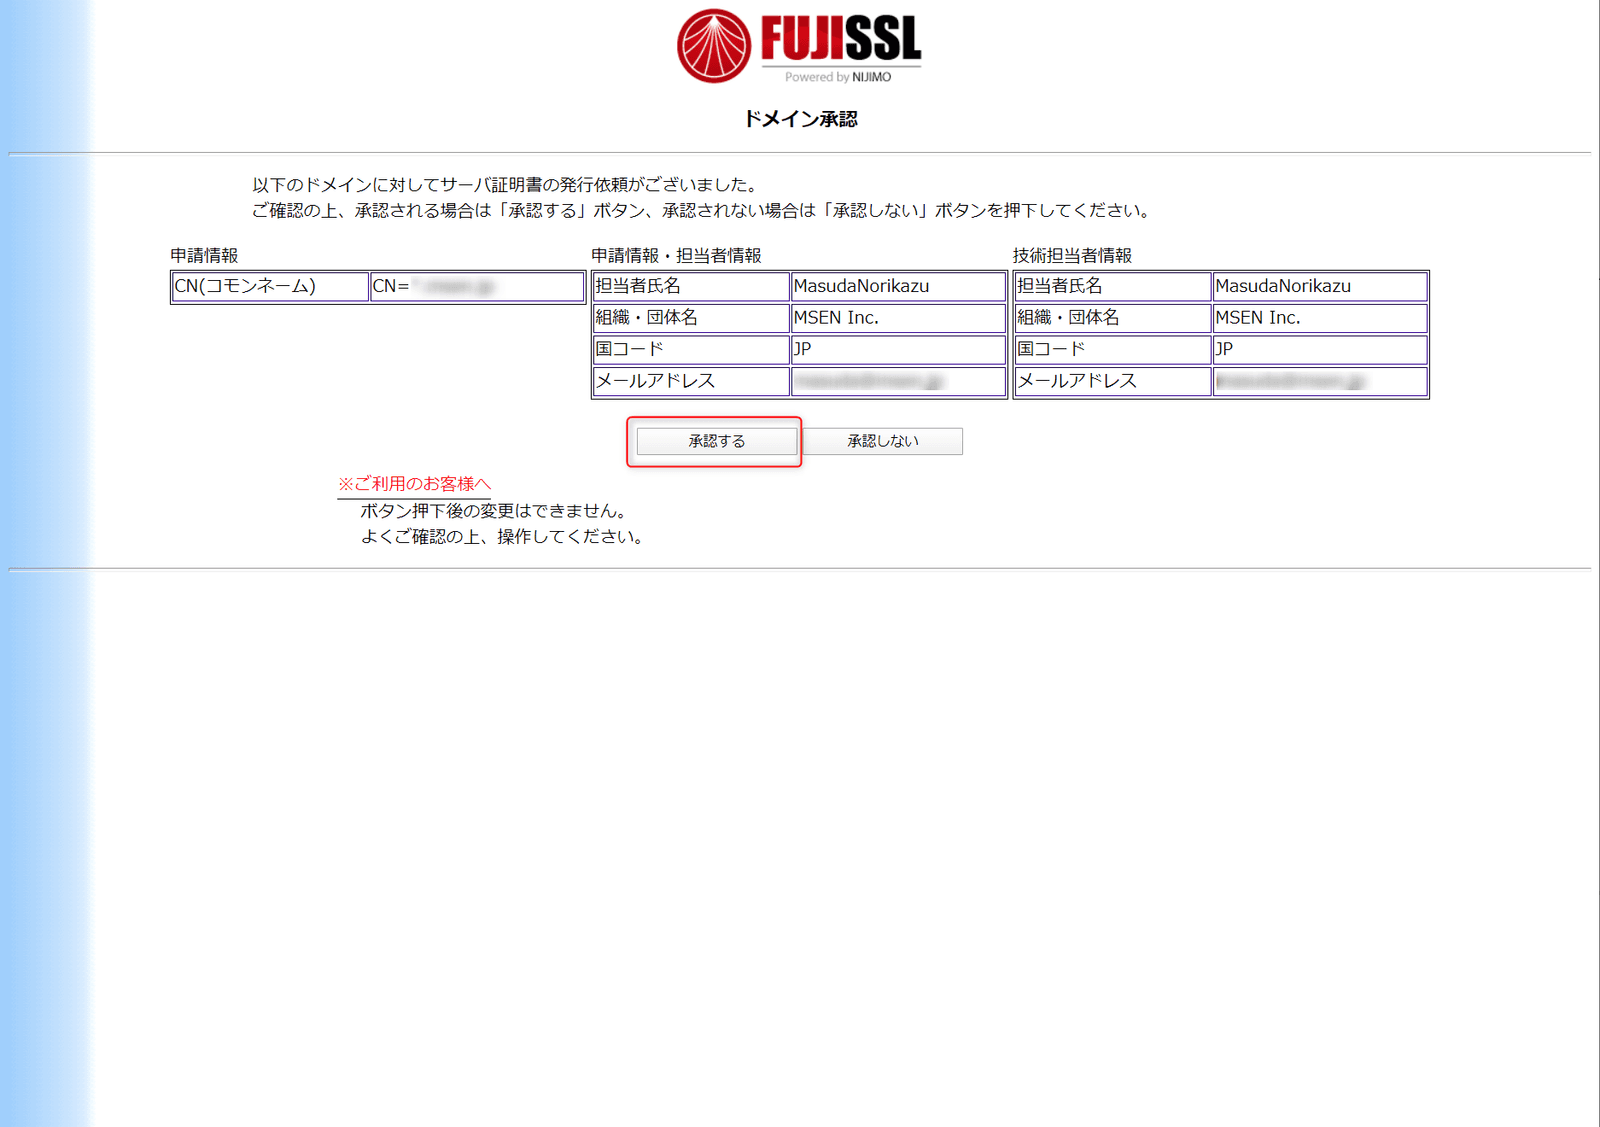 FUJISSL
Powered by NIJIMO
ドメイン承認
以下のドメインに対してサーバ証明書の発行依頼がございました。
ご確認の上、承認される場合は「承認する」ボタン、承認されない場合は「承認しない」ボタンを押下してください。
申請情報
CN(コモンネーム) CN=
申請情報・担当者情報
担当者氏名 MasudaNorikazu
組織・団体名 MSEN Inc.
国コード JP
メールアドレス
技術担当者情報
担当者氏名 MasudaNorikazu
組織・団体名 MSEN Inc.
国コード JP
メールアドレス
承認する 承認しない
※ご利用のお客様へ
ボタン押下後の変更はできません。
よくご確認の上、操作してください。